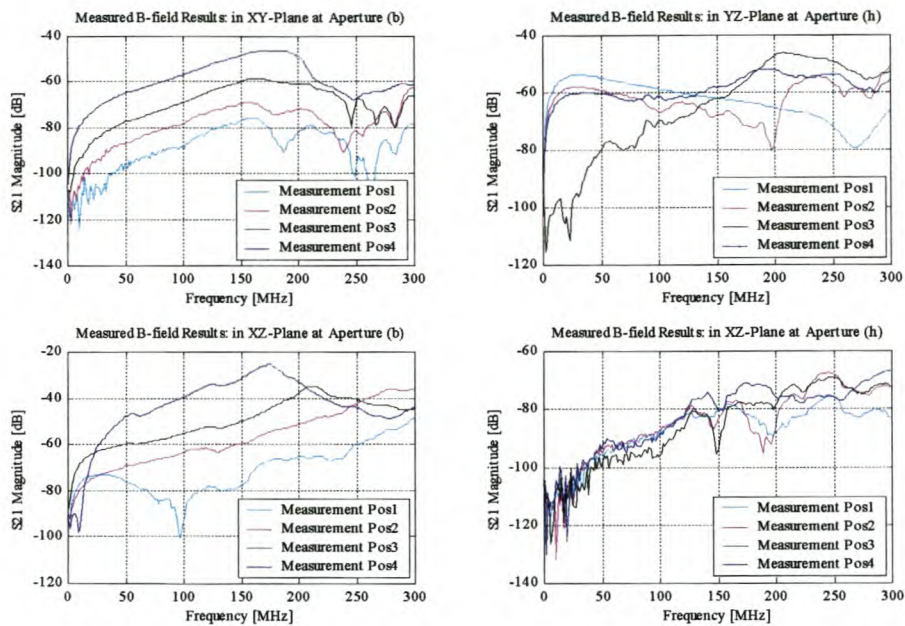 Measured B-field Results: in XY-Plane at Aperture (b)
-40
-60
-80
-100
-120
-140
S21 Magnitude [dB]
Measurement Pos1
Measurement Pos2
Measurement Pos3
Measurement Pos4
0 50 100 150 200 250 300
Frequency [MHz]
Measured B-field Results: in YZ-Plane at Aperture (h)
-40
-60
-80
-100
-120
S21 Magnitude [dB]
Measurement Pos1
Measurement Pos2
Measurement Pos3
Measurement Pos4
0 50 100 150 200 250 300
Frequency [MHz]
Measured B-field Results: in XZ-Plane at Aperture (b)
-20
-40
-60
-80
-100
-120
S21 Magnitude [dB]
Measurement Pos1
Measurement Pos2
Measurement Pos3
Measurement Pos4
0 50 100 150 200 250 300
Frequency [MHz]
Measured B-field Results: in XZ-Plane at Aperture (h)
-60
-80
-100
-120
-140
S21 Magnitude [dB]
Measurement Pos1
Measurement Pos2
Measurement Pos3
Measurement Pos4
0 50 100 150 200 250 300
Frequency [MHz]